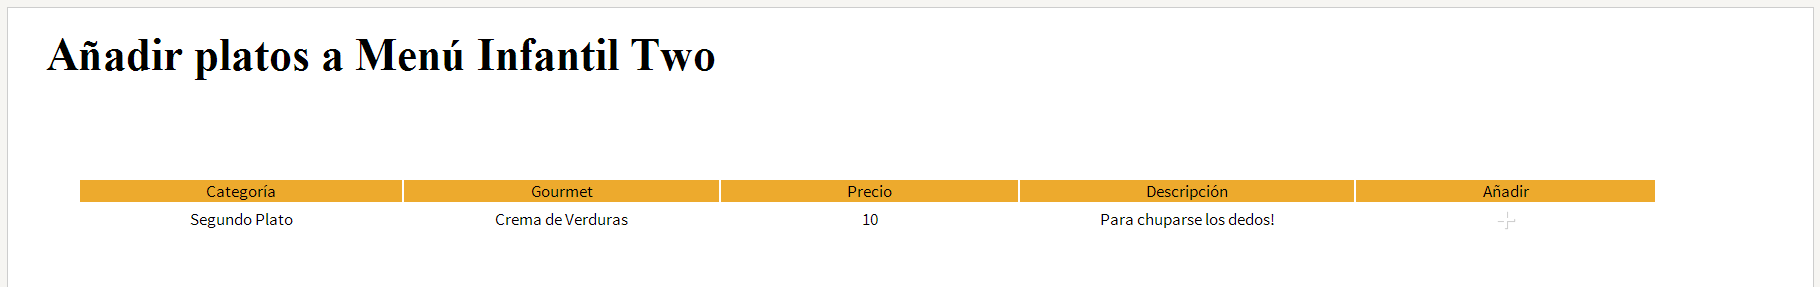 Añadir platos a Menú Infantil Two
Categoría Gourmet Precio Descripción Añadir
Segundo Plato Crema de Verduras 10 Para chuparse los dedos!